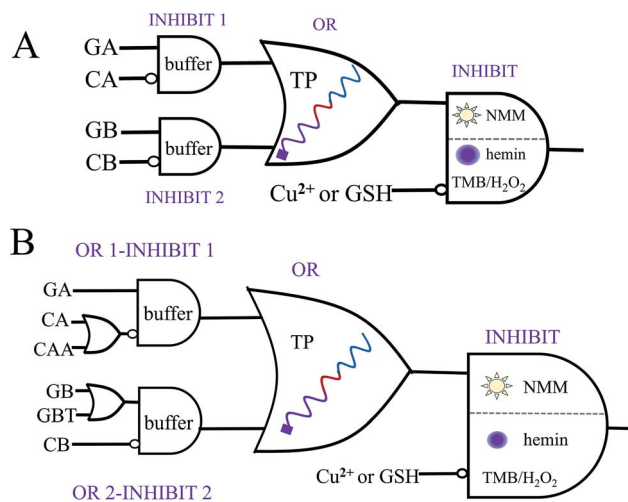 A
INHIBIT 1
OR
GA
CA
buffer
TP
INHIBIT
NMM
GB
CB
buffer
hemin
TMB/H₂O₂
INHIBIT 2
Cu²⁺ or GSH
B
OR 1-INHIBIT 1
OR
GA
CA
CAA
buffer
TP
INHIBIT
NMM
GB
GBT
CB
buffer
hemin
Cu²⁺ or GSH
TMB/H₂O₂
OR 2-INHIBIT 2